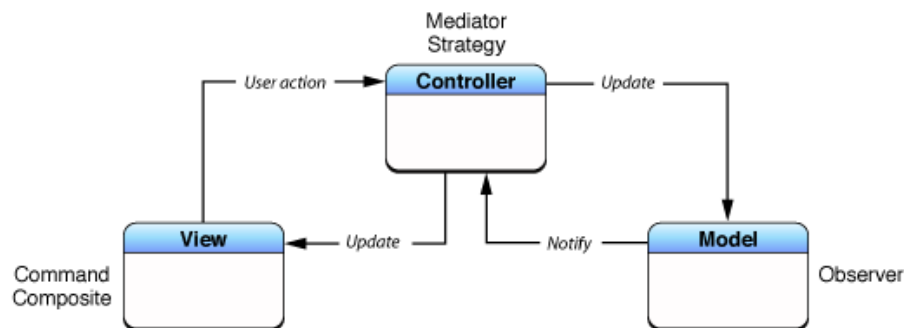 Mediator
Strategy
Controller
User action
Update
View
Update
Notify
Model
Command
Composite
Observer